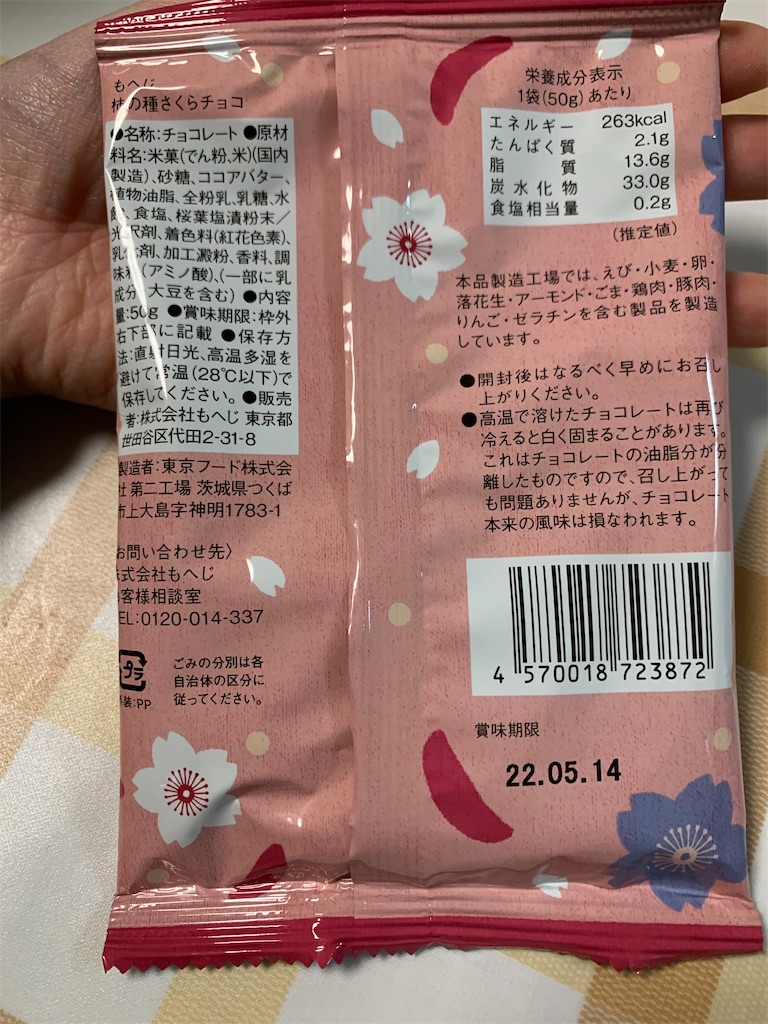 もへじ
柿の種さくらチョコ
●名称:チョコレート ●原材
料名:米菓(でん粉、米)(国内
製造)、砂糖、ココアバター、
植物油脂、全粉乳、乳糖、水
飴、食塩、桜葉塩漬粉末/
光沢剤、着色料(紅花色素)、
乳化剤、加工澱粉、香料、調
味料(アミノ酸)、(一部に乳
成分・大豆を含む) ●内容
量:50g ●賞味期限:枠外
右下部に記載 ●保存方
法:直射日光、高温多湿を
避けて常温(28℃以下)で
保存してください。●販売
者:株式会社もへじ 東京都
世田谷区代田2-31-8
製造者:東京フード株式会
社 第二工場 茨城県つくば
市上大島字神明1783-1
お問い合わせ先〉
式会社もへじ
客様相談室
TEL:0120-014-337
プラ
装:PP
ごみの分別は各
自治体の区分に
従ってください。
栄養成分表示
1袋(50g)あたり
エネルギー 263kcal
たんぱく質 2.1g
脂質 13.6g
炭水化物 33.0g
食塩相当量 0.2g
(推定値)
本品製造工場では、えび・小麦・卵・
落花生・アーモンド・ごま・鶏肉・豚肉・
りんご・ゼラチンを含む製品を製造
しています。
●開封後はなるべく早めにお召し
上がりください。
●高温で溶けたチョコレートは再び
冷えると白く固まることがあります。
これはチョコレートの油脂分が分
離したものですので、召し上がって
も問題ありませんが、チョコレート
本来の風味は損なわれます。
4 570018 723872
賞味期限
22.05.14